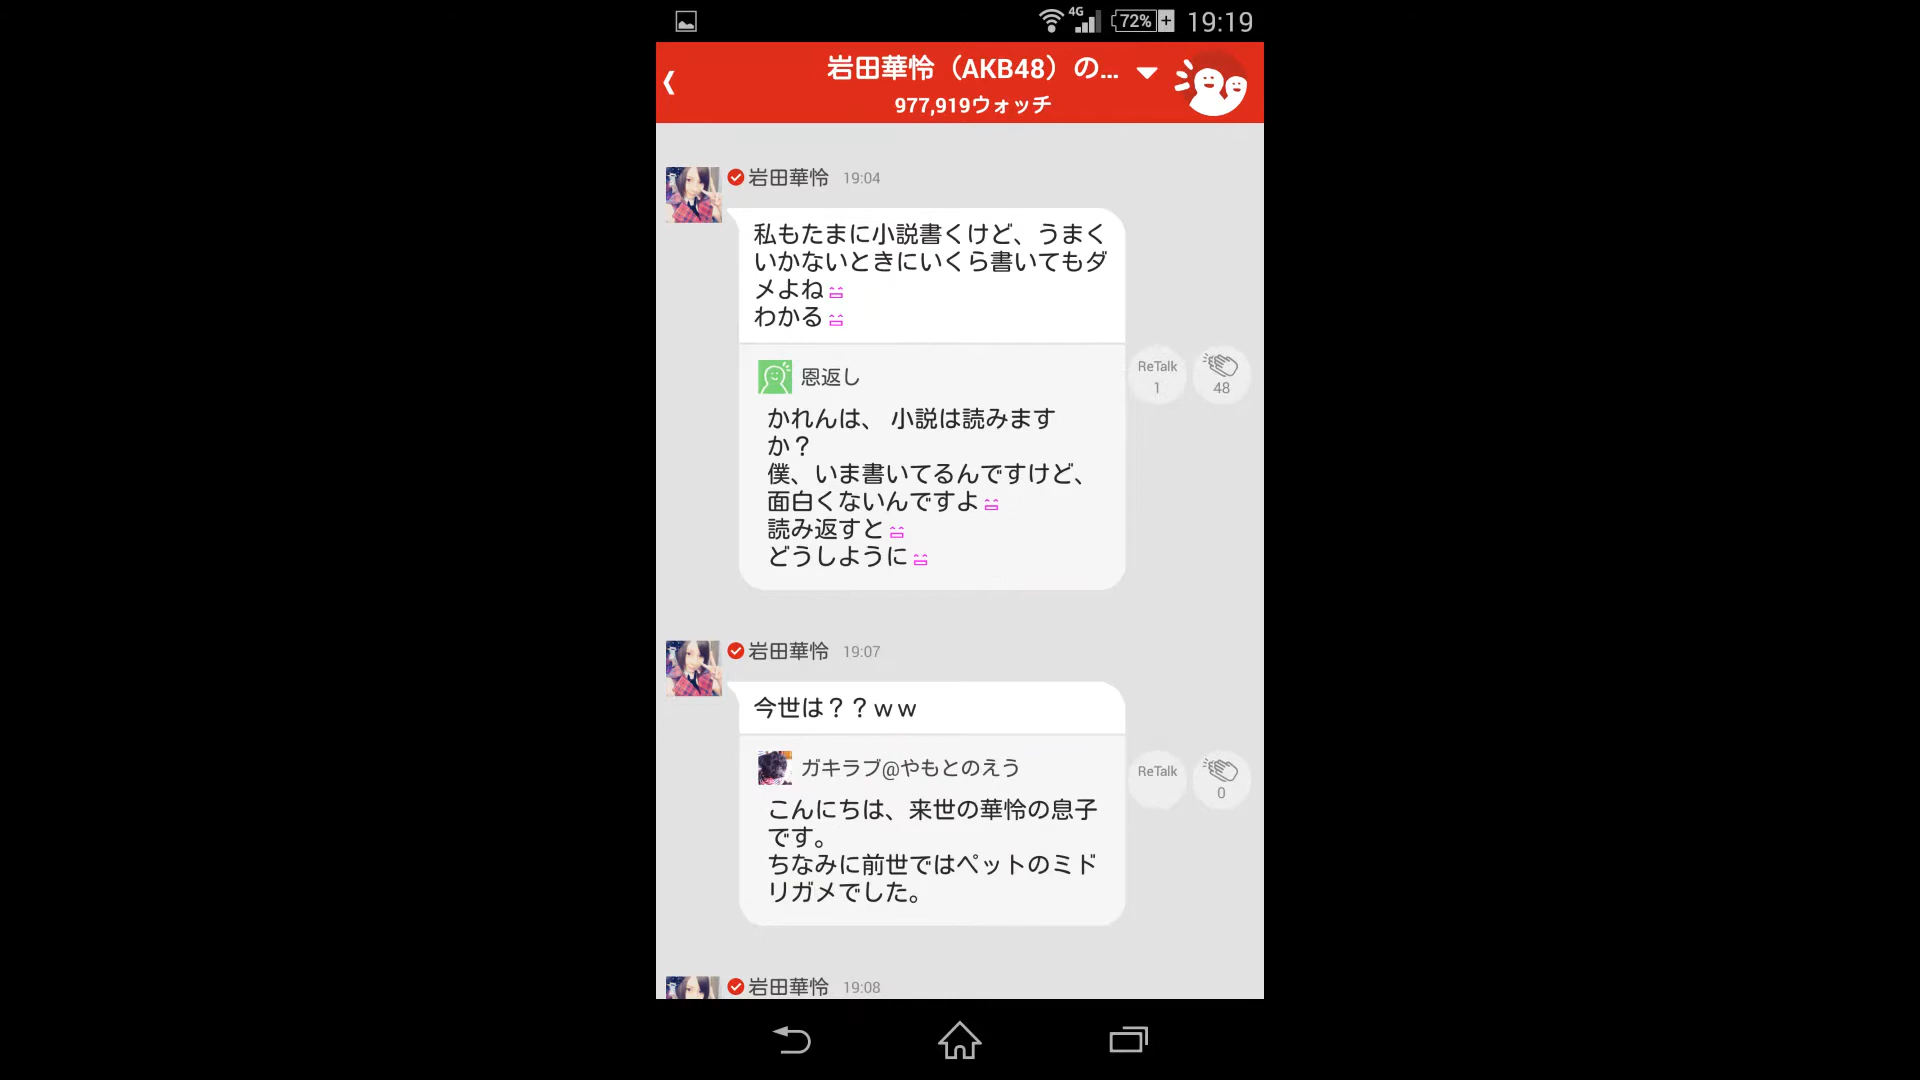 4G 72% 19:19
岩田華怜（AKB48）の...
977,919ウォッチ
岩田華怜 19:04
私もたまに小説書くけど、うまく
いかないときにいくら書いてもダ
メよね
わかる
恩返し
かれんは、 小説は読みます
か？
僕、いま書いてるんですけど、
面白くないんですよ
読み返すと
どうしように
ReTalk
1
48
岩田華怜 19:07
今世は？？ｗｗ
ガキラブ@やもとのえう
こんにちは、来世の華怜の息子
です。
ちなみに前世ではペットのミド
リガメでした。
ReTalk
0
岩田華怜 19:08